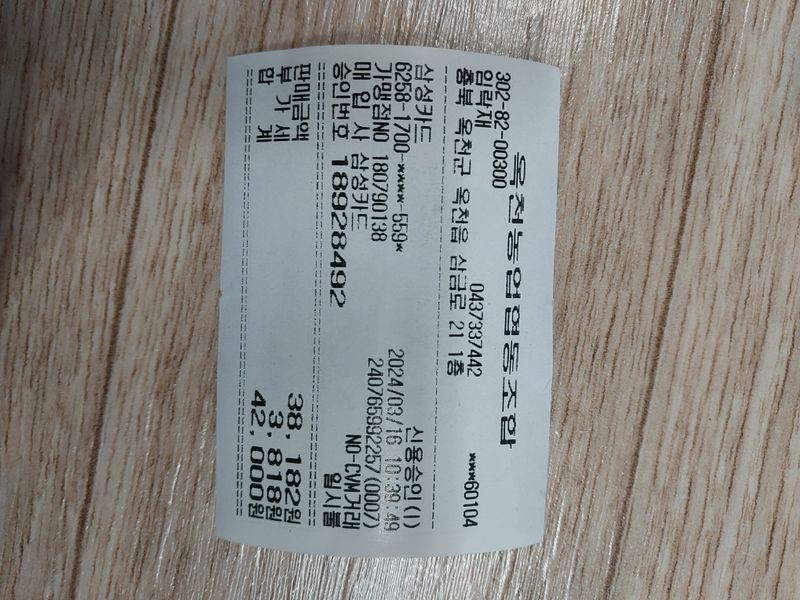 옥천농업협동조합
302-82-00300 ***60104
임락재 0437337442
충북 옥천군 옥천읍 삼금로 21 1층
삼성카드 신용승인(I)
6258-1700-****-559* 2024/03/16 10:39:49
가맹점NO 180790138 240765992257(0007)
매 입 사 삼성카드 NO-CVM거래
승인번호 18928492 일시불
판매금액 38,182원
부 가 세 3,818원
합 계 42,000원